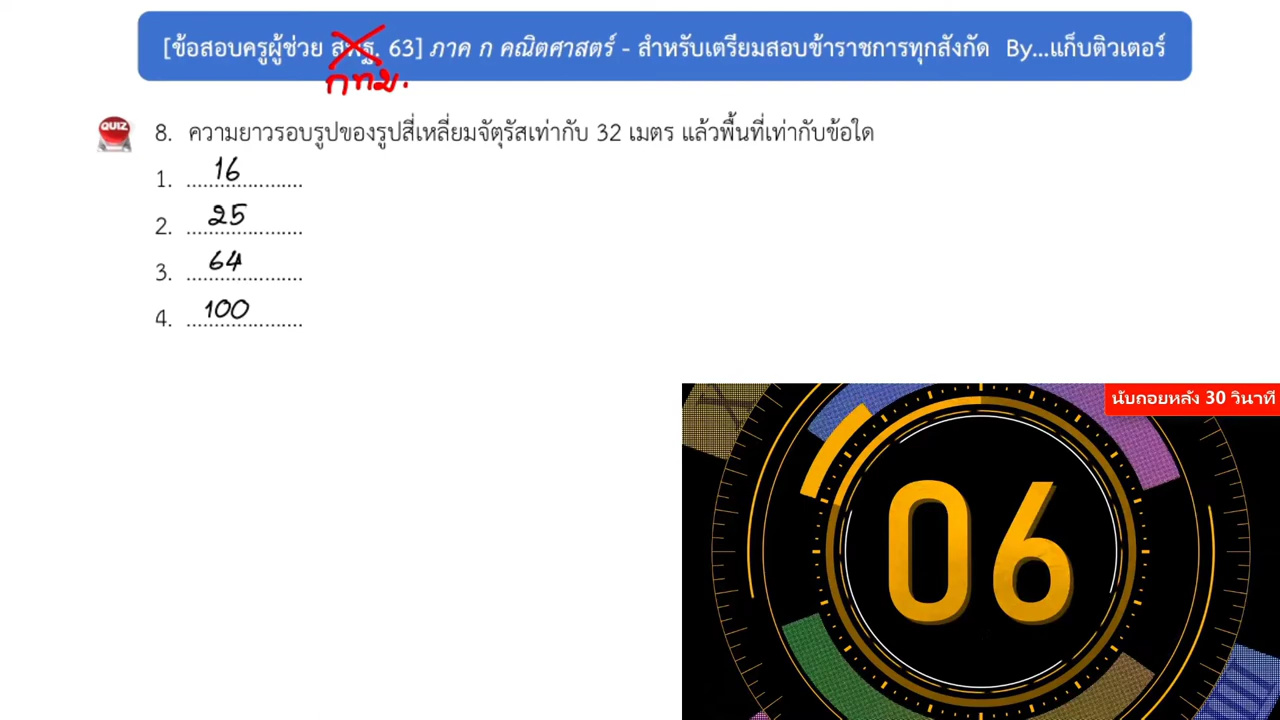 [ข้อสอบครูผู้ช่วย สพฐ. 63] ภาค ก คณิตศาสตร์ - สำหรับเตรียมสอบข้าราชการทุกสังกัด By...แก็บติวเตอร์
กทม.
QUIZ
8. ความยาวรอบรูปของรูปสี่เหลี่ยมจัตุรัสเท่ากับ 32 เมตร แล้วพื้นที่เท่ากับข้อใด
1. 16
2. 25
3. 64
4. 100
นับถอยหลัง 30 วินาที
06